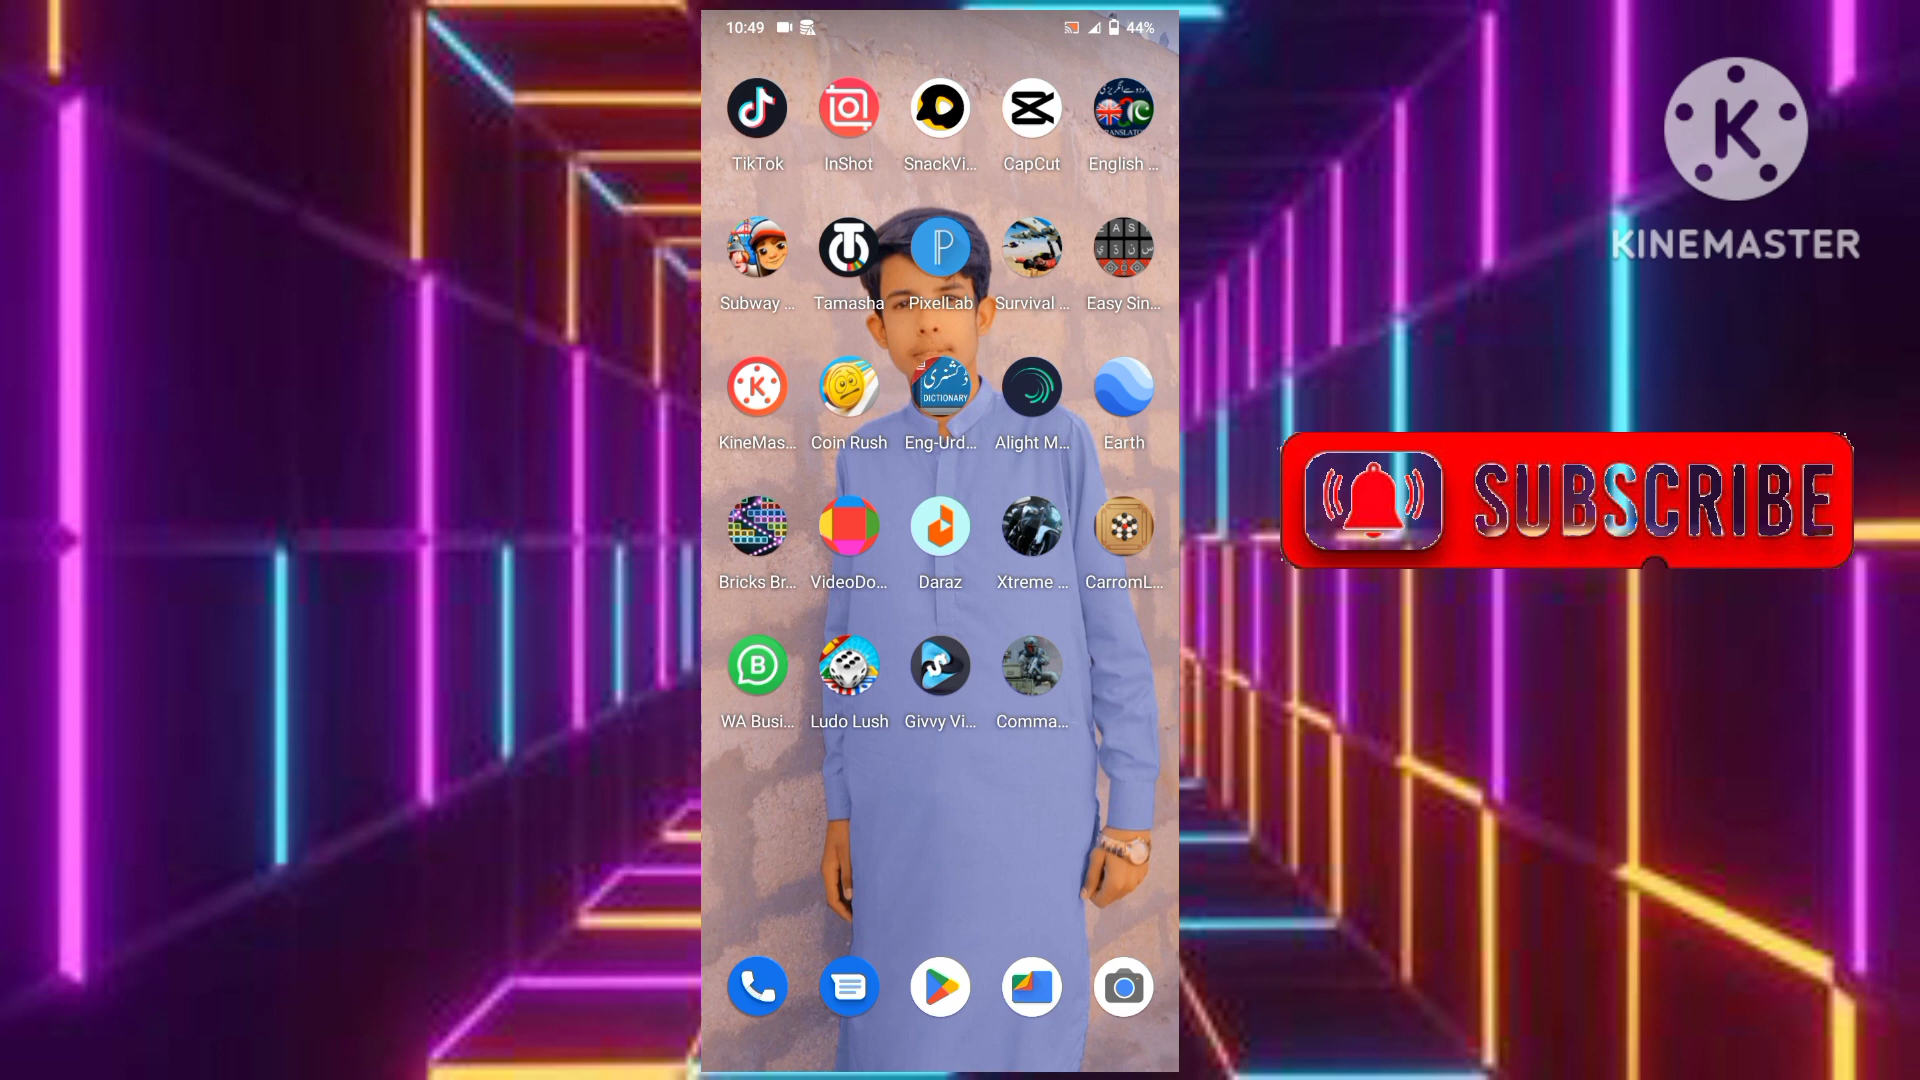 10:49
44%
TikTok InShot SnackVi... CapCut English ...
Subway ... Tamasha PixelLab Survival ... Easy Sin...
DICTIONARY
KineMas... Coin Rush Eng-Urd... Alight M... Earth
Bricks Br... VideoDo... Daraz Xtreme ... CarromL...
WA Busi... Ludo Lush Givvy Vi... Comma...
K
KINEMASTER
SUBSCRIBE